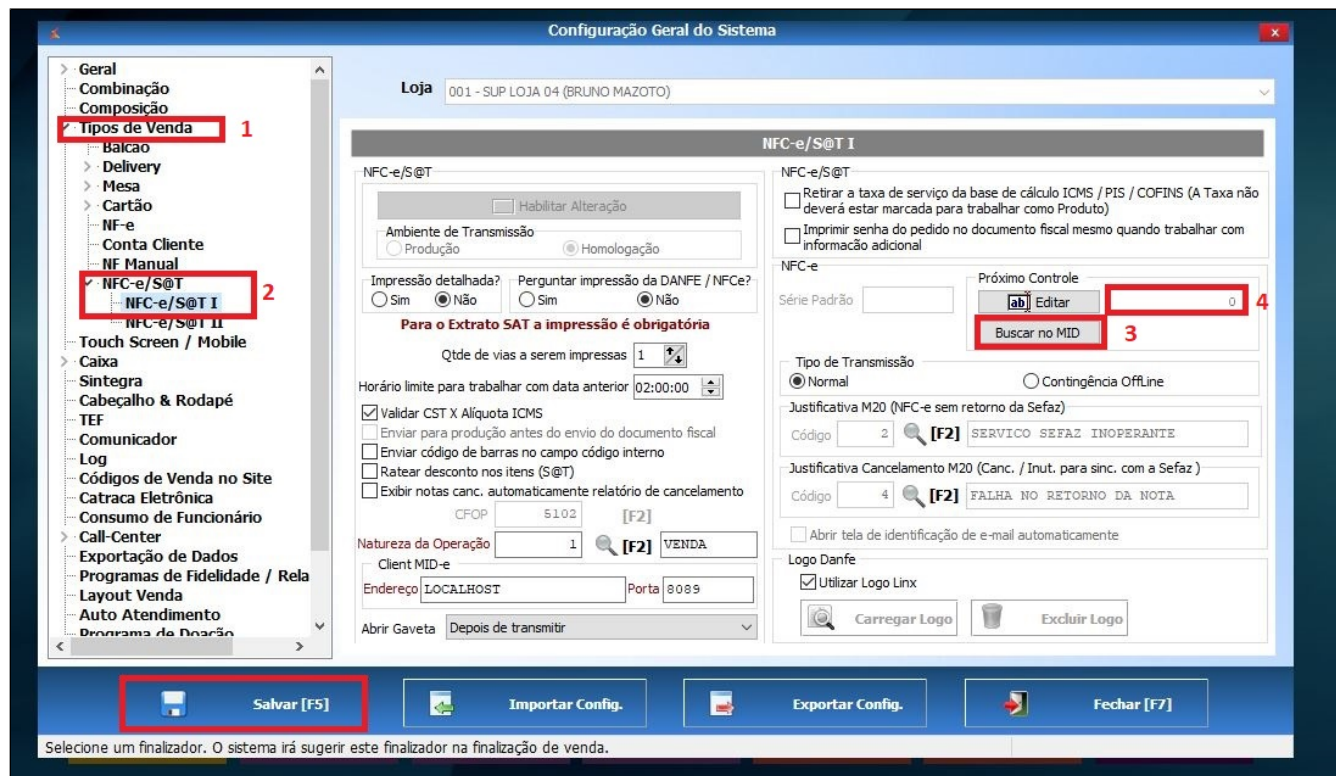 Configuração Geral do Sistema
Geral
Combinação
Composição
Tipos de Venda
1
Balcão
Delivery
Mesa
Cartão
NF-e
Conta Cliente
NF Manual
NFC-e/S@T
NFC-e/S@T I
2
NFC-e/S@T II
Touch Screen / Mobile
Caixa
Sintegra
Cabeçalho & Rodapé
TEF
Comunicador
Log
Códigos de Venda no Site
Catraca Eletrônica
Consumo de Funcionário
Call-Center
Exportação de Dados
Programas de Fidelidade / Rela
Layout Venda
Auto Atendimento
Programa de Doação
Loja
001 - SUP LOJA 04 (BRUNO MAZOTO)
NFC-e/S@T I
NFC-e/S@T
Habilitar Alteração
Ambiente de Transmissão
Produção Homologação
Impressão detalhada? Perguntar impressão da DANFE / NFCe?
Sim Não Sim Não
Para o Extrato SAT a impressão é obrigatória
Qtde de vias a serem impressas 1
Horário limite para trabalhar com data anterior 02:00:00
Validar CST X Alíquota ICMS
Enviar para produção antes do envio do documento fiscal
Enviar código de barras no campo código interno
Ratear desconto nos itens (S@T)
Exibir notas canc. automaticamente relatório de cancelamento
CFOP 5102 [F2]
Natureza da Operação 1 [F2] VENDA
Client MID-e
Endereço LOCALHOST Porta 8089
Abrir Gaveta Depois de transmitir
NFC-e/S@T
Retirar a taxa de serviço da base de cálculo ICMS / PIS / COFINS (A Taxa não
deverá estar marcada para trabalhar como Produto)
Imprimir senha do pedido no documento fiscal mesmo quando trabalhar com
informacão adicional
NFC-e
Próximo Controle
Série Padrão ab Editar 0 4
Buscar no MID 3
Tipo de Transmissão
Normal Contingência OffLine
Justificativa M20 (NFC-e sem retorno da Sefaz)
Código 2 [F2] SERVICO SEFAZ INOPERANTE
Justificativa Cancelamento M20 (Canc. / Inut. para sinc. com a Sefaz )
Código 4 [F2] FALHA NO RETORNO DA NOTA
Abrir tela de identificação de e-mail automaticamente
Logo Danfe
Utilizar Logo Linx
Carregar Logo Excluir Logo
Salvar [F5] Importar Config. Exportar Config. Fechar [F7]
Selecione um finalizador. O sistema irá sugerir este finalizador na finalização de venda.